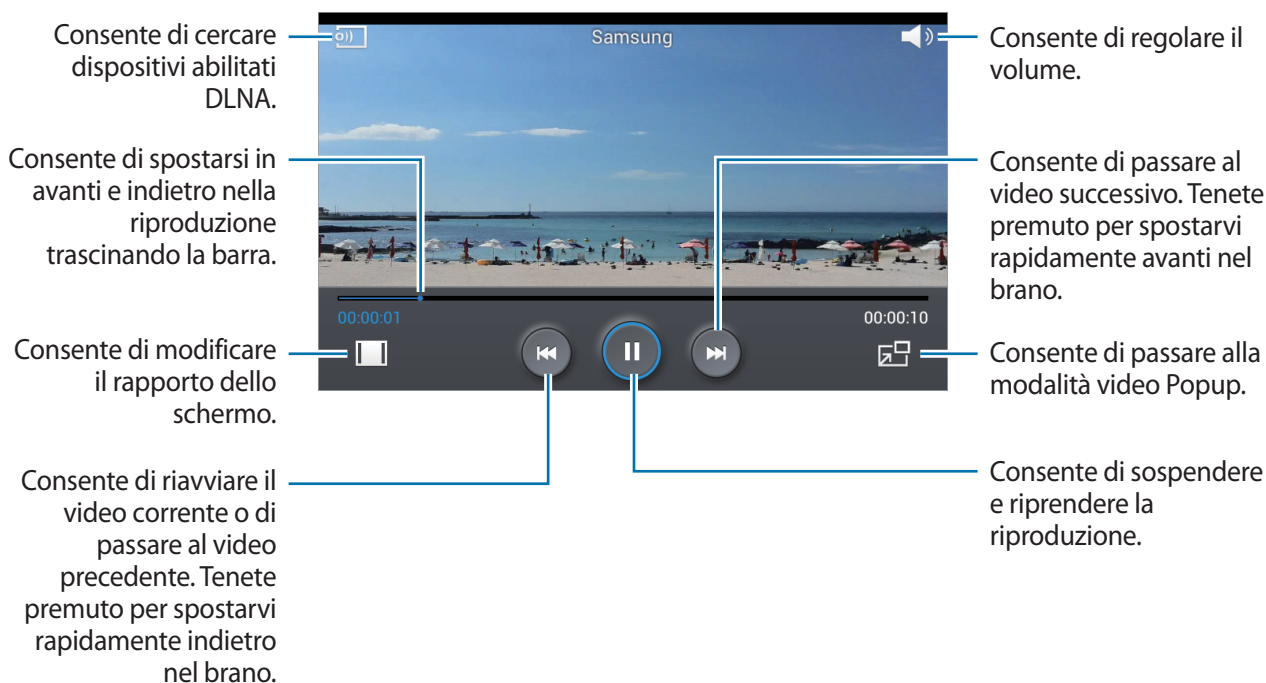 Consente di cercare
dispositivi abilitati
DLNA.
Consente di spostarsi in
avanti e indietro nella
riproduzione
trascinando la barra.
Consente di modificare
il rapporto dello
schermo.
Consente di riavviare il
video corrente o di
passare al video
precedente. Tenete
premuto per spostarvi
rapidamente indietro
nel brano.
Samsung
00:00:01
00:00:10
Consente di regolare il
volume.
Consente di passare al
video successivo. Tenete
premuto per spostarvi
rapidamente avanti nel
brano.
Consente di passare alla
modalità video Popup.
Consente di sospendere
e riprendere la
riproduzione.